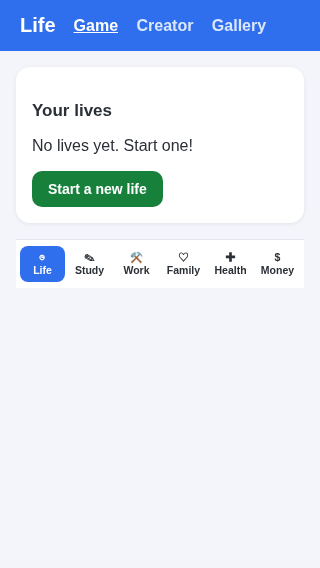 Life Game Creator Gallery
Your lives
No lives yet. Start one!
Start a new life
Life Study Work Family Health Money